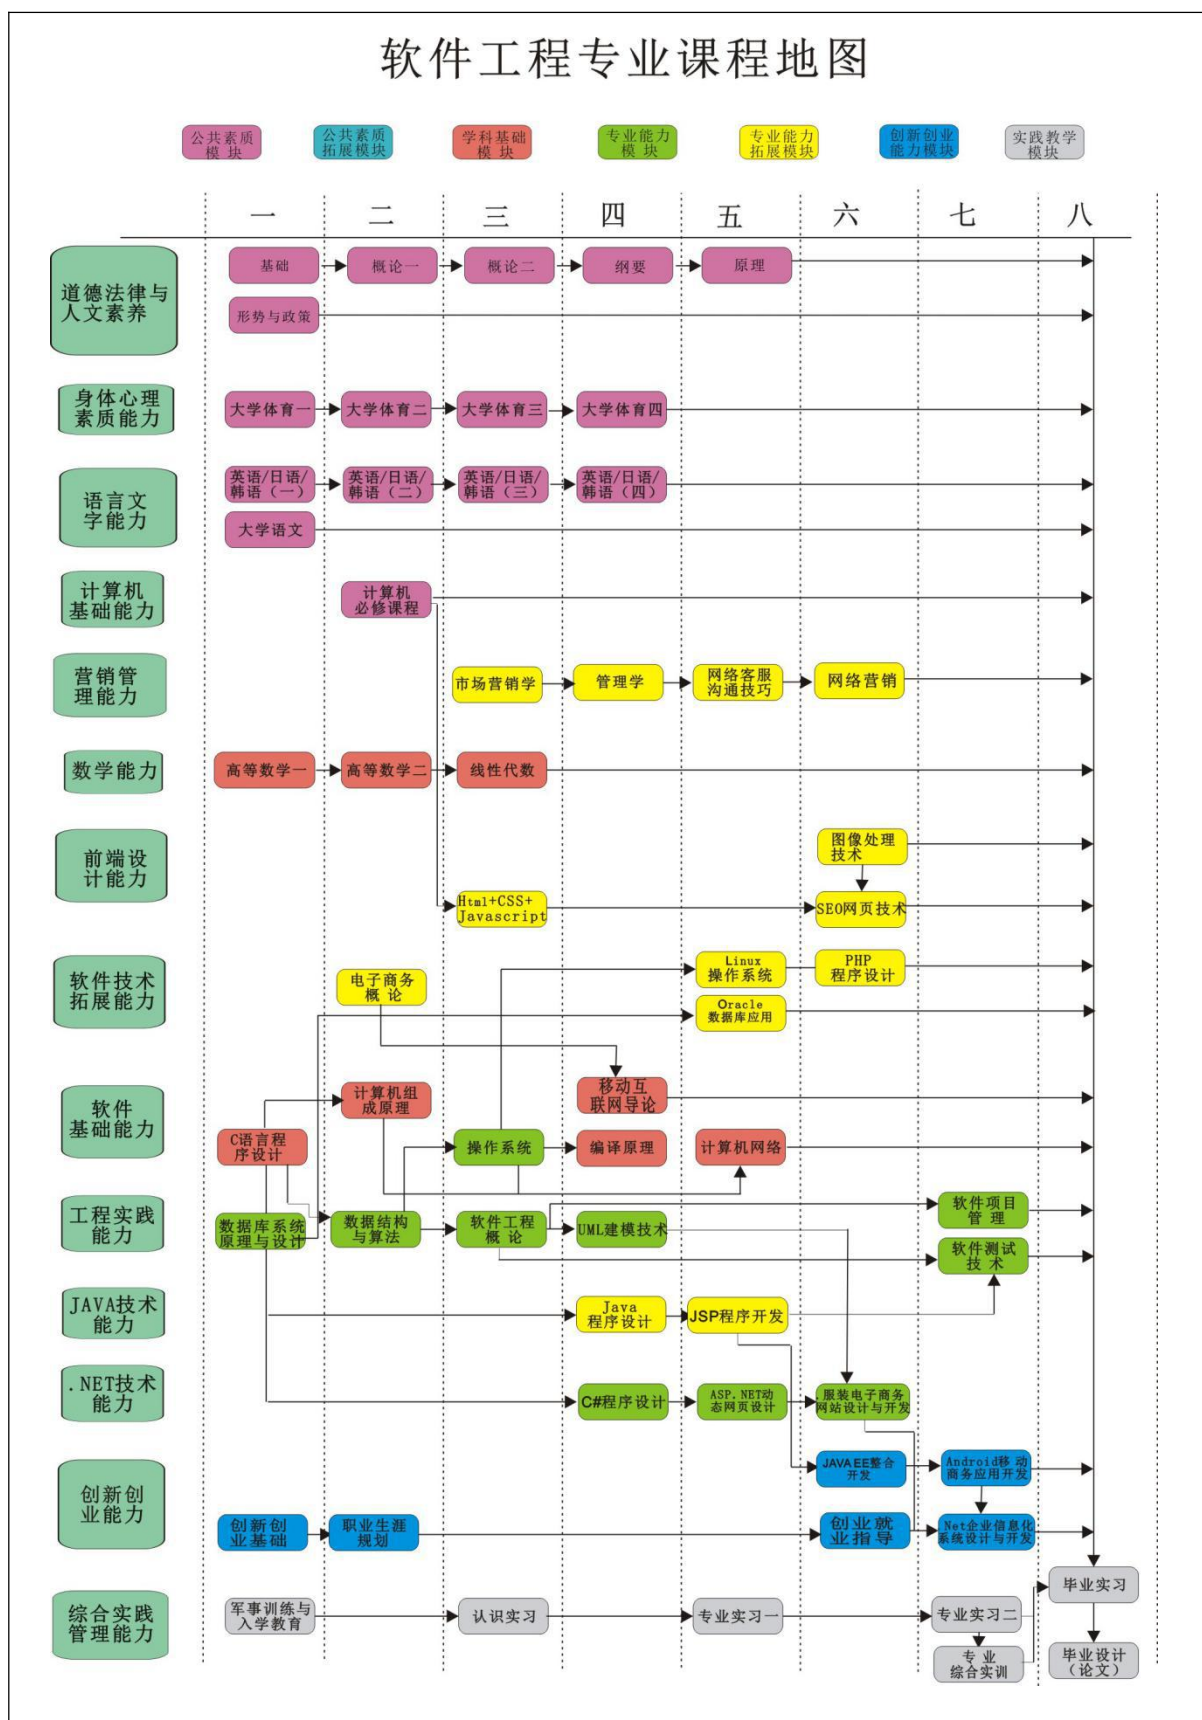 软件工程专业课程地图
公共素质
模 块
公共素质
拓展模块
学科基础
模 块
专业能力
模 块
专业能力
拓展模块
创新创业
能力模块
实践教学
模块
一 二 三 四 五 六 七 八
道德法律与
人文素养
基础
概论一
概论二
纲要
原理
形势与政策
身体心理
素质能力
大学体育一
大学体育二
大学体育三
大学体育四
语言文
字能力
英语/日语/
韩语(一)
英语/日语/
韩语(二)
英语/日语/
韩语(三)
英语/日语/
韩语(四)
大学语文
计算机
基础能力
计算机
必修课程
营销管
理能力
市场营销学
管理学
网络客服
沟通技巧
网络营销
数学能力
高等数学一
高等数学二
线性代数
前端设
计能力
图像处理
技术
Html+CSS+
Javascript
SEO网页技术
软件技术
拓展能力
电子商务
概 论
Linux
操作系统
PHP
程序设计
Oracle
数据库应用
软件
基础能力
计算机组
成原理
移动互
联网导论
C语言程
序设计
操作系统
编译原理
计算机网络
工程实践
能力
数据库系统
原理与设计
数据结构
与算法
软件工程
概 论
UML建模技术
软件项目
管 理
软件测试
技 术
JAVA技术
能力
Java
程序设计
JSP程序开发
.NET技术
能力
C#程序设计
ASP.NET动
态网页设计
服装电子商务
网站设计与开发
创新创
业能力
JAVA EE整合
开发
Android移动
商务应用开发
创新创
业基础
职业生涯
规划
创业就
业指导
.Net企业信息化
系统设计与开发
综合实践
管理能力
军事训练与
入学教育
认识实习
专业实习一
专业实习二
毕业实习
专 业
综合实训
毕业设计
(论文)